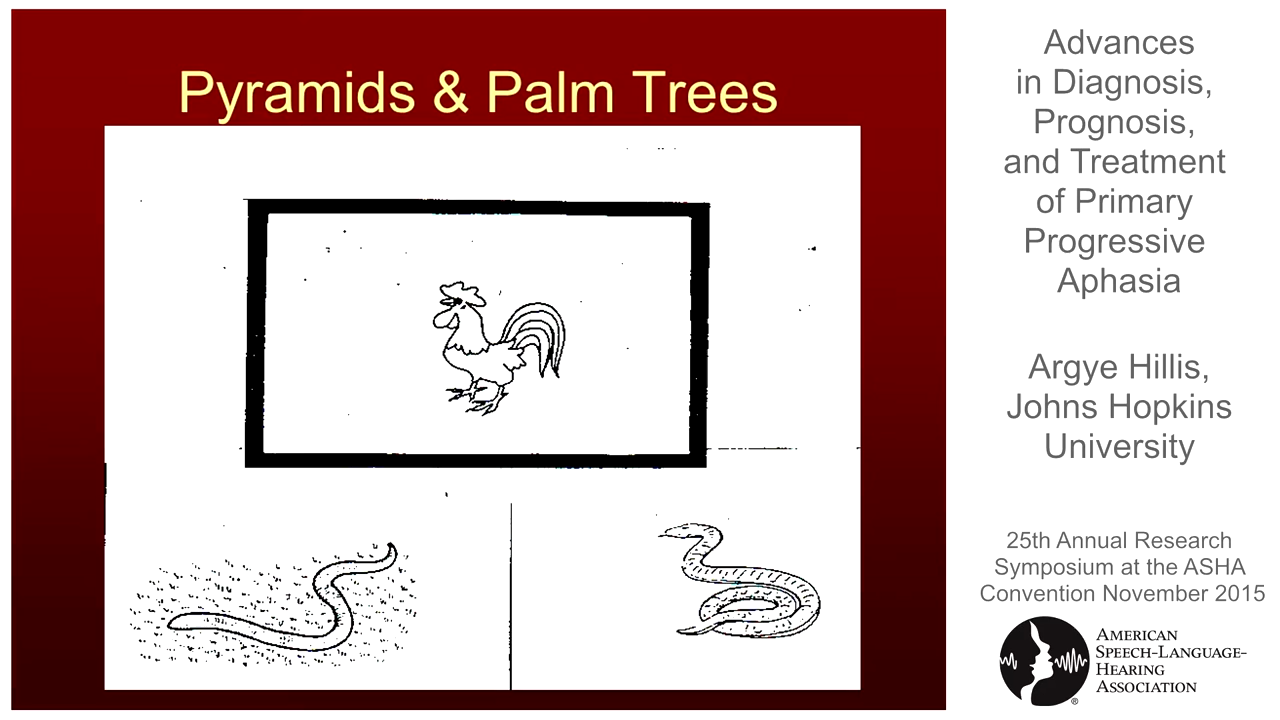 Pyramids & Palm Trees
Advances
in Diagnosis,
Prognosis,
and Treatment
of Primary
Progressive
Aphasia
Argye Hillis,
Johns Hopkins
University
25th Annual Research
Symposium at the ASHA
Convention November 2015
AMERICAN
SPEECH-LANGUAGE-
HEARING
ASSOCIATION
®